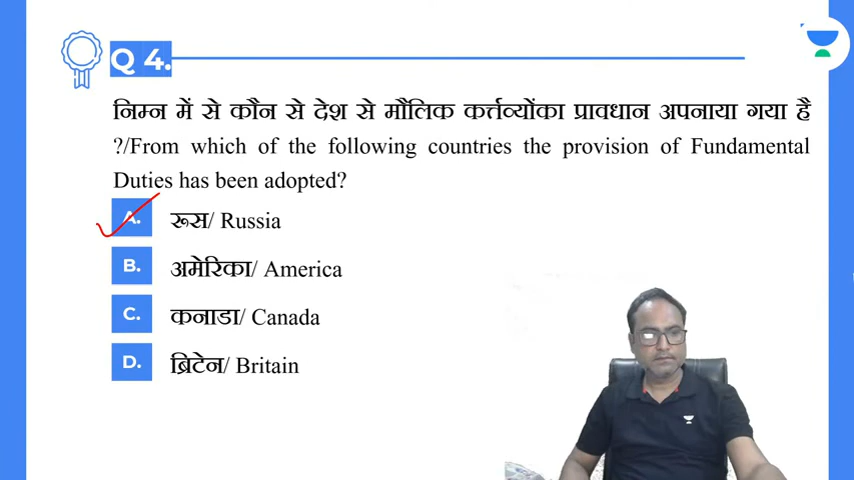 Q 4.
निम्न में से कौन से देश से मौलिक कर्त्तव्योंका प्रावधान अपनाया गया है
?/From which of the following countries the provision of Fundamental
Duties has been adopted?
A. रूस/ Russia
B. अमेरिका/ America
C. कनाडा/ Canada
D. ब्रिटेन/ Britain